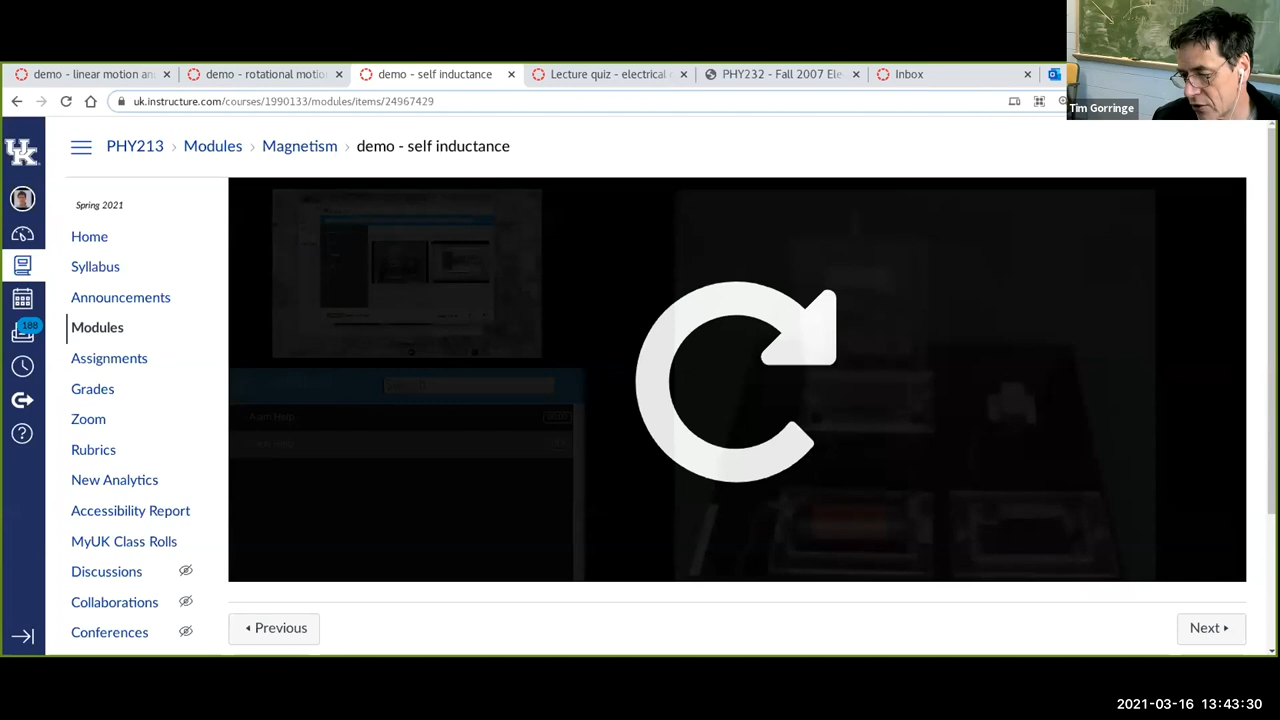 demo - linear motion an
demo - rotational motio
demo - self inductance
Lecture quiz - electrical
PHY232 - Fall 2007 Ele
Inbox
uk.instructure.com/courses/1990133/modules/items/24967429
Tim Gorringe
UK
PHY213 › Modules › Magnetism › demo - self inductance
Spring 2021
Home
Syllabus
Announcements
Modules
188
Assignments
Grades
Zoom
Rubrics
New Analytics
Accessibility Report
MyUK Class Rolls
Discussions
Collaborations
Conferences
Previous
Next
2021-03-16 13:43:30